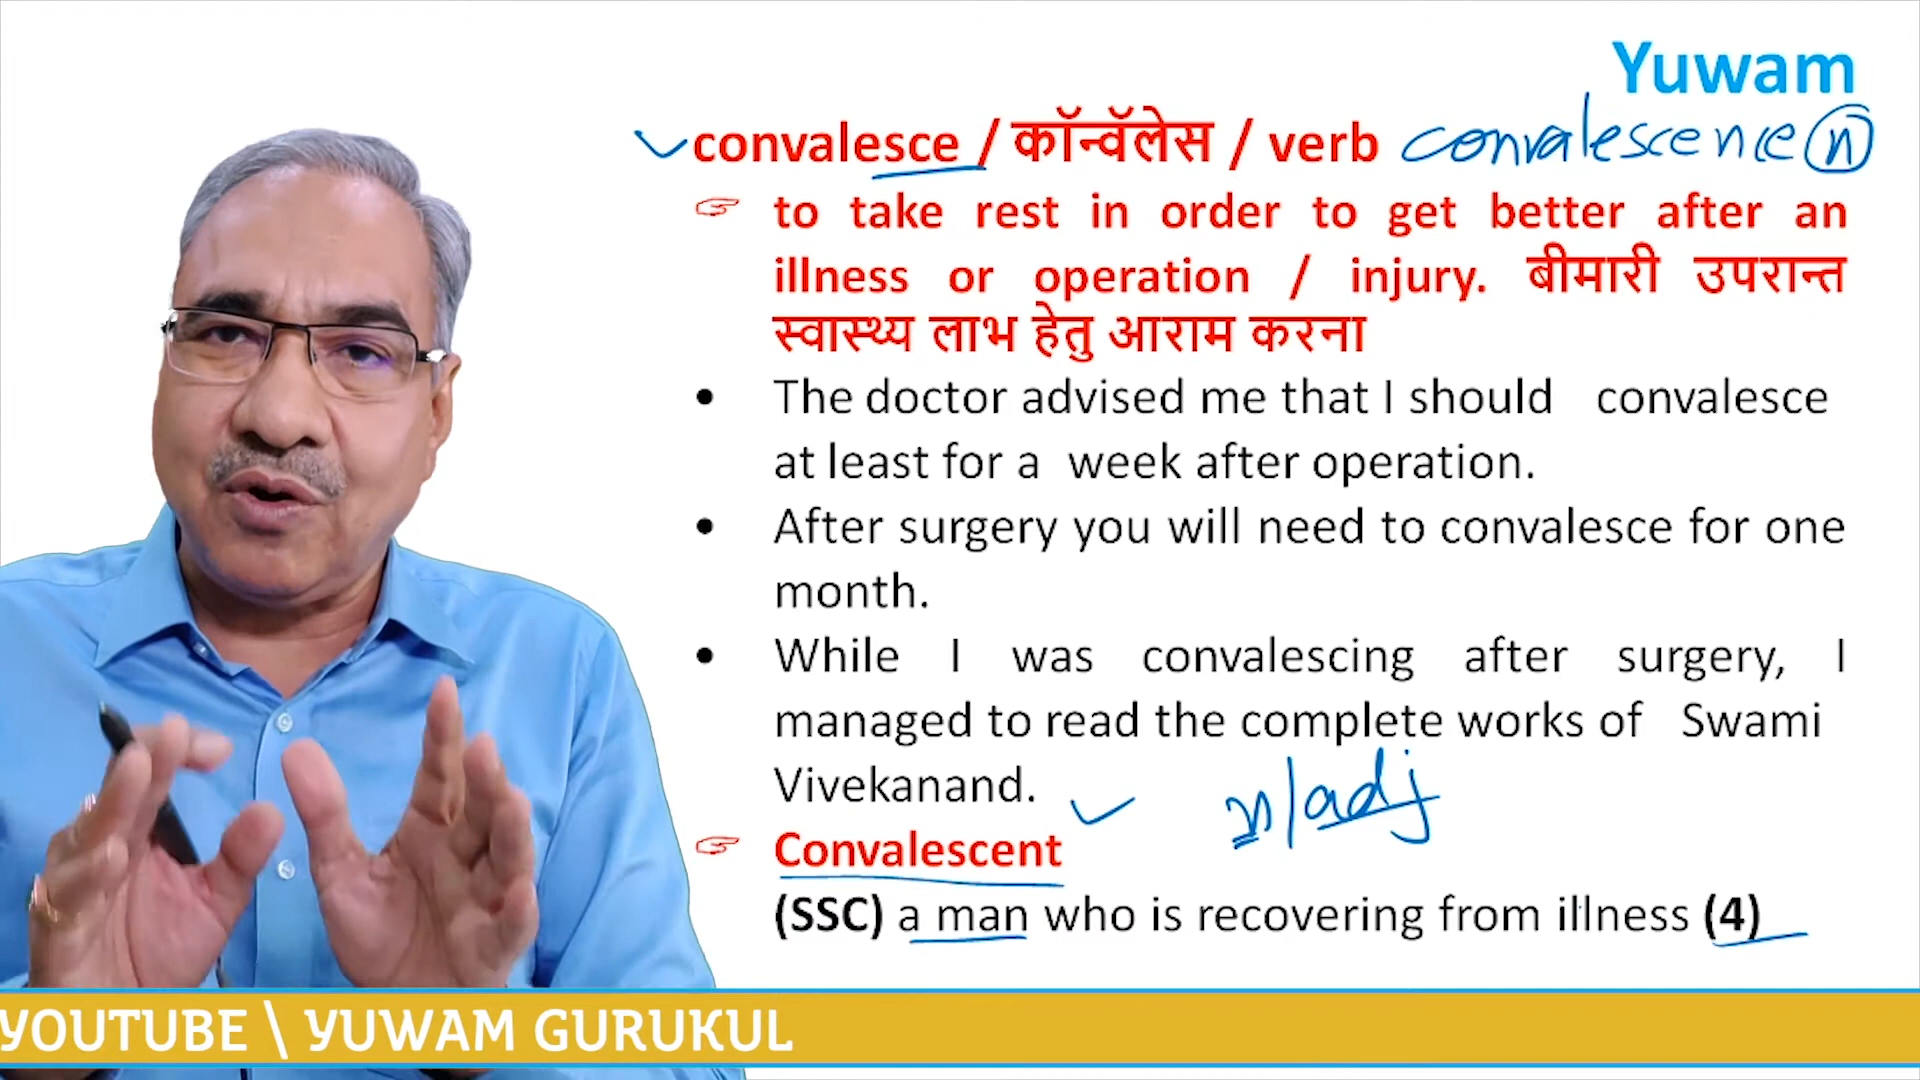 Yuwam
convalesce / कॉन्वॅलेस / verb convalescence (n)
☞ to take rest in order to get better after an
illness or operation / injury. बीमारी उपरान्त
स्वास्थ्य लाभ हेतु आराम करना
• The doctor advised me that I should convalesce
at least for a week after operation.
• After surgery you will need to convalesce for one
month.
• While I was convalescing after surgery, I
managed to read the complete works of Swami
Vivekanand.
n/adj
☞ Convalescent
(SSC) a man who is recovering from illness (4)
YOUTUBE \ YUWAM GURUKUL